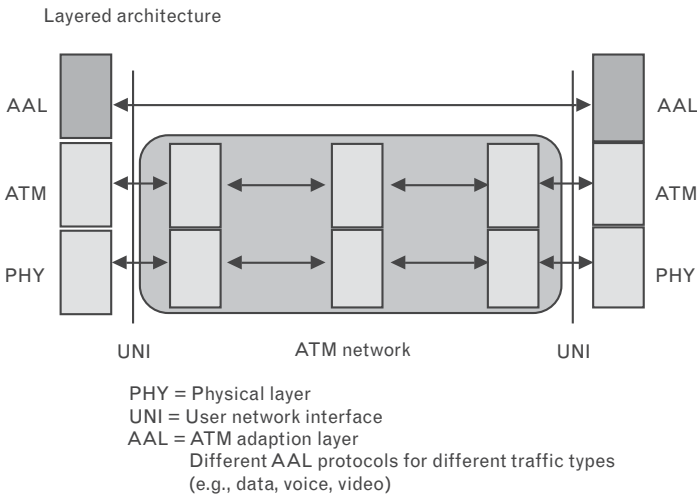 Layered architecture
AAL
AAL
ATM
ATM
PHY
PHY
UNI
ATM network
UNI
PHY = Physical layer
UNI = User network interface
AAL = ATM adaption layer
Different AAL protocols for different traffic types
(e.g., data, voice, video)